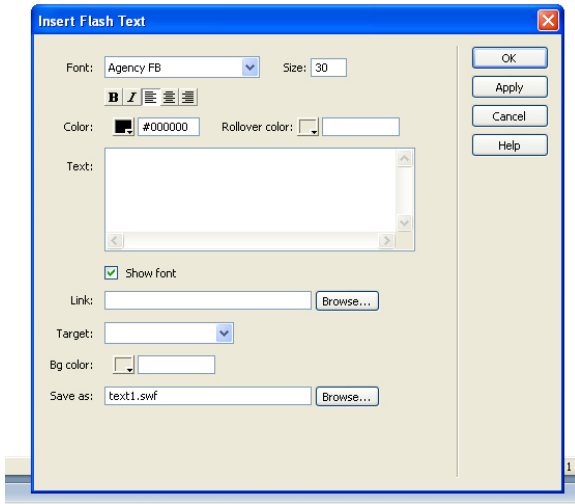 Insert Flash Text
Font: Agency FB Size: 30 OK
B I Apply
Color: #000000 Rollover color: Cancel
Text: Help
Show font
Link: Browse...
Target:
Bg color:
Save as: text1.swf Browse...
1